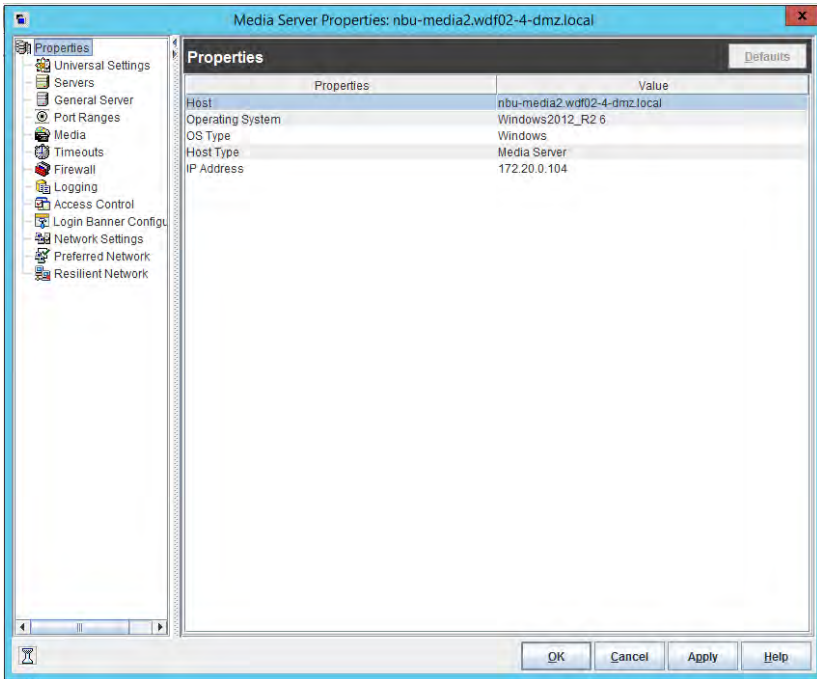 Media Server Properties: nbu-media2.wdf02-4-dmz.local
x
Properties
Universal Settings
Servers
General Server
Port Ranges
Media
Timeouts
Firewall
Logging
Access Control
Login Banner Configu
Network Settings
Preferred Network
Resilient Network
Properties
Defaults
Properties Value
Host nbu-media2.wdf02-4-dmz.local
Operating System Windows2012_R2 6
OS Type Windows
Host Type Media Server
IP Address 172.20.0.104
OK Cancel Apply Help